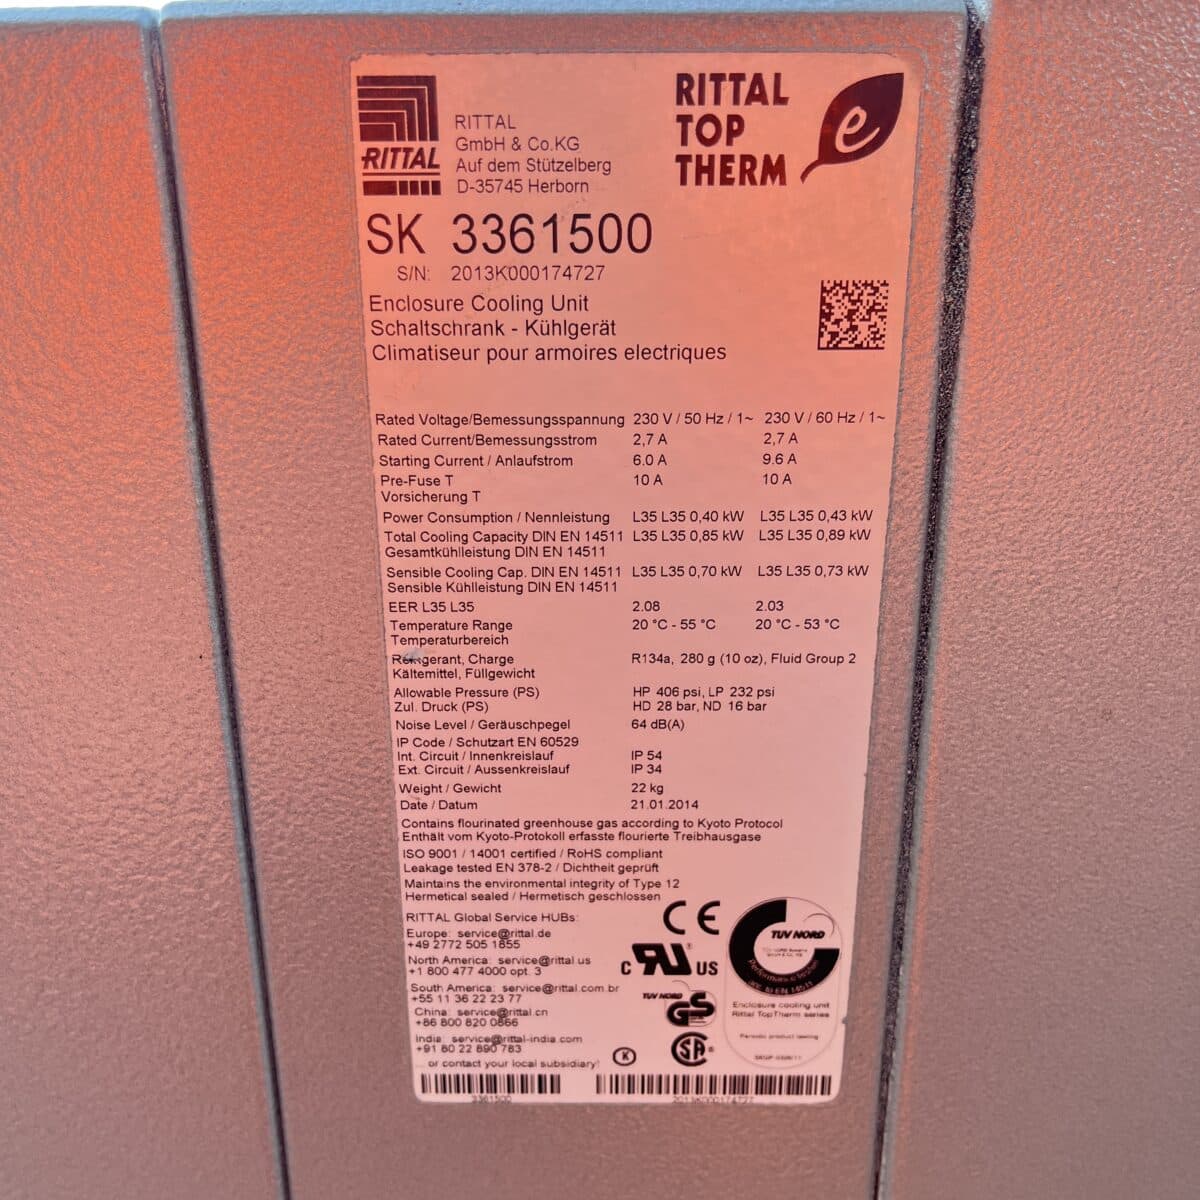 RITTAL
RITTAL
GmbH & Co.KG
Auf dem Stützelberg
D-35745 Herborn
RITTAL
TOP
THERM
e
SK 3361500
S/N: 2013K000174727
Enclosure Cooling Unit
Schaltschrank - Kühlgerät
Climatiseur pour armoires electriques
Rated Voltage/Bemessungsspannung 230 V / 50 Hz / 1~ 230 V / 60 Hz / 1~
Rated Current/Bemessungsstrom 2,7 A 2,7 A
Starting Current / Anlaufstrom 6.0 A 9.6 A
Pre-Fuse T 10 A 10 A
Vorsicherung T
Power Consumption / Nennleistung L35 L35 0,40 kW L35 L35 0,43 kW
Total Cooling Capacity DIN EN 14511 L35 L35 0,85 kW L35 L35 0,89 kW
Gesamtkühlleistung DIN EN 14511
Sensible Cooling Cap. DIN EN 14511 L35 L35 0,70 kW L35 L35 0,73 kW
Sensible Kühlleistung DIN EN 14511
EER L35 L35 2.08 2.03
Temperature Range 20 °C - 55 °C 20 °C - 53 °C
Temperaturbereich
Refrigerant, Charge R134a, 280 g (10 oz), Fluid Group 2
Kältemittel, Füllgewicht
Allowable Pressure (PS) HP 406 psi, LP 232 psi
Zul. Druck (PS) HD 28 bar, ND 16 bar
Noise Level / Geräuschpegel 64 dB(A)
IP Code / Schutzart EN 60529
Int. Circuit / Innenkreislauf IP 54
Ext. Circuit / Aussenkreislauf IP 34
Weight / Gewicht 22 kg
Date / Datum 21.01.2014
Contains flourinated greenhouse gas according to Kyoto Protocol
Enthält vom Kyoto-Protokoll erfasste flourierte Treibhausgase
ISO 9001 / 14001 certified / RoHS compliant
Leakage tested EN 378-2 / Dichtheit geprüft
Maintains the environmental integrity of Type 12
Hermetical sealed / Hermetisch geschlossen
RITTAL Global Service HUBs:
Europe: service@rittal.de
+49 2772 505 1855
North America: service@rittal.us
+1 800 477 4000 opt. 3
South America: service@rittal.com.br
+55 11 36 22 23 77
China: service@rittal.cn
+86 800 820 0866
India: service@rittal-india.com
+91 80 22 890 783
... or contact your local subsidiary!
CE
C RU US
TUV NORD
GS
K
SA
TUV NORD
Performance tested
acc. to EN 14511
Enclosure cooling unit
Rittal TopTherm series
Periodic product testing
3361500
2013K000174727